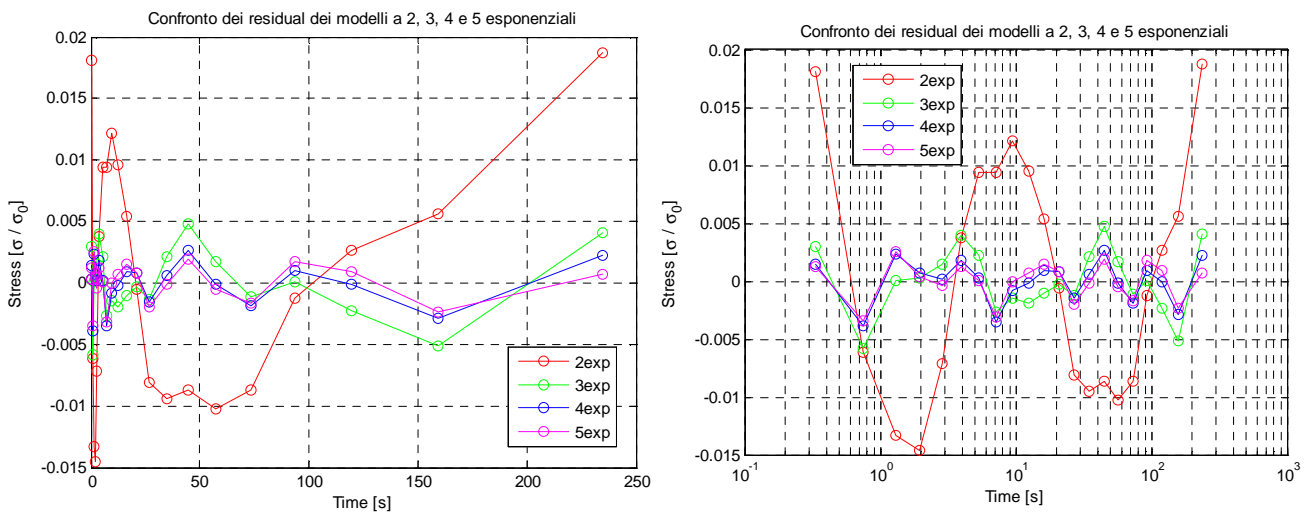 Confronto dei residual dei modelli a 2, 3, 4 e 5 esponenziali
0.02
0.015
0.01
0.005
0
-0.005
-0.01
-0.015
Stress [σ / σ0]
0 50 100 150 200 250
Time [s]
2exp
3exp
4exp
5exp
Confronto dei residual dei modelli a 2, 3, 4 e 5 esponenziali
0.02
0.015
0.01
0.005
0
-0.005
-0.01
-0.015
Stress [σ / σ0]
10-1 100 101 102 103
Time [s]
2exp
3exp
4exp
5exp